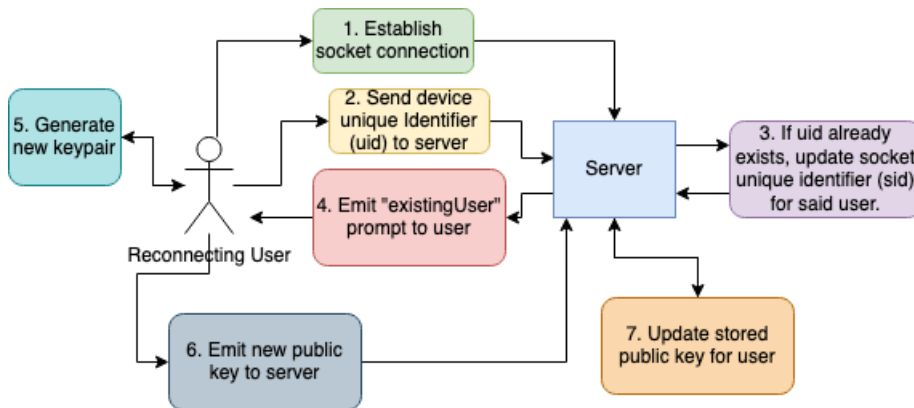 1. Establish
socket connection
2. Send device
unique Identifier
(uid) to server
5. Generate
new keypair
Server
3. If uid already
exists, update socket
unique identifier (sid)
for said user.
4. Emit "existingUser"
prompt to user
Reconnecting User
6. Emit new public
key to server
7. Update stored
public key for user